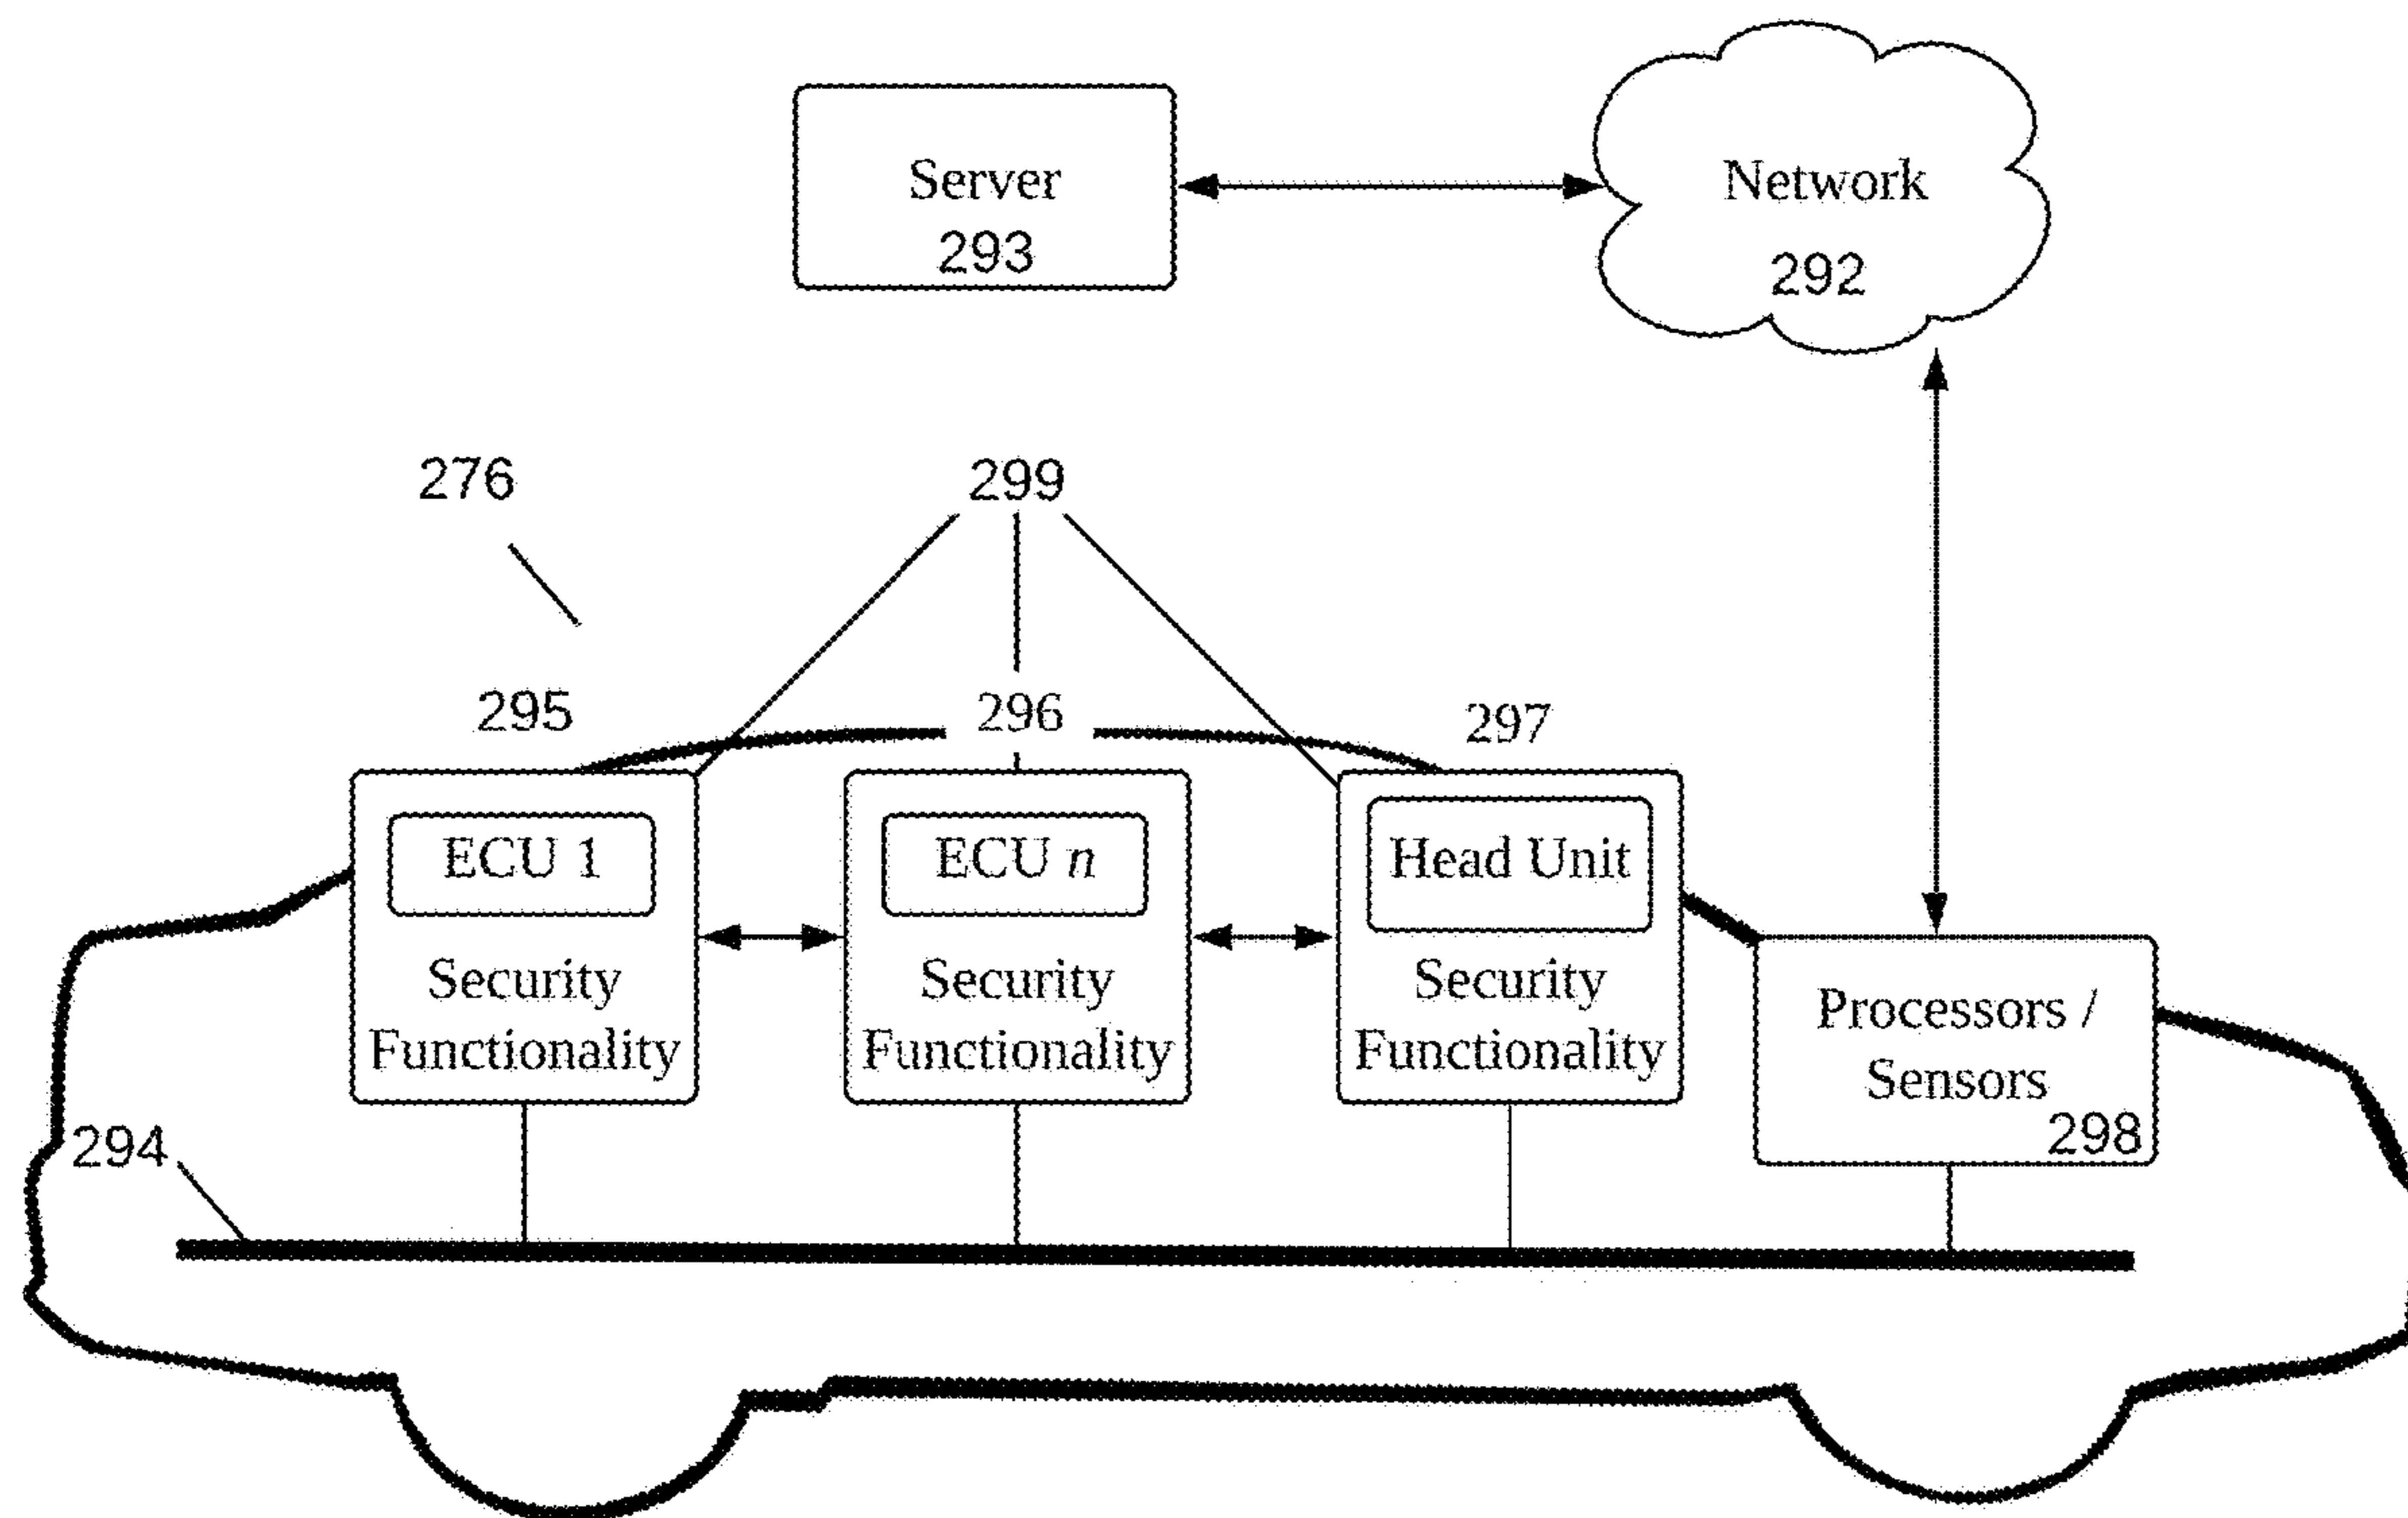 Server
293
Network
292
276
299
295
296
297
ECU 1
Security
Functionality
ECU n
Security
Functionality
Head Unit
Security
Functionality
Processors /
Sensors
298
294